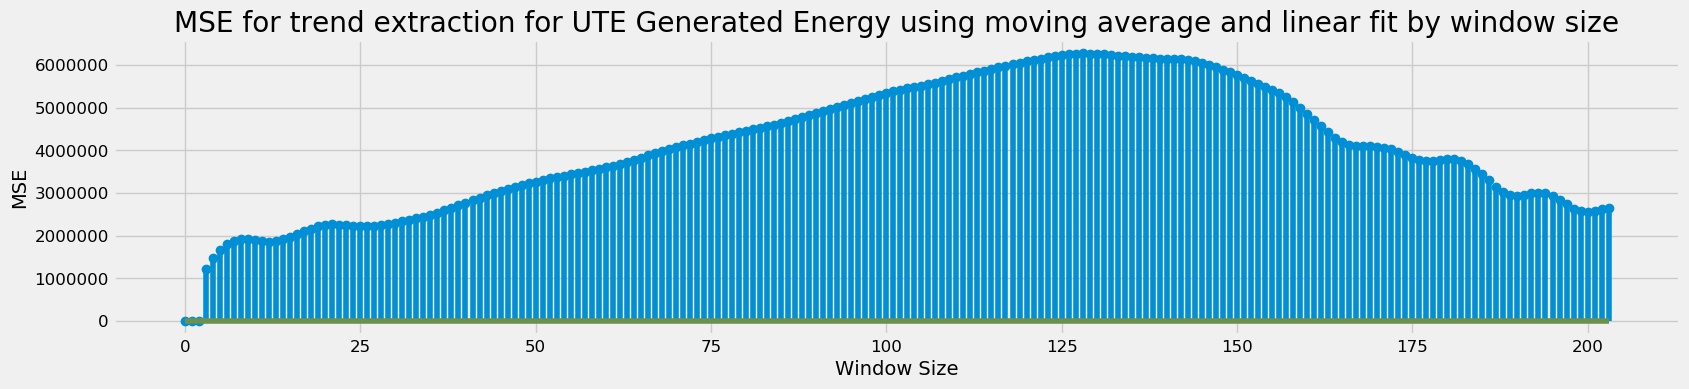 MSE for trend extraction for UTE Generated Energy using moving average and linear fit by window size
6000000
5000000
4000000
3000000
2000000
1000000
0
MSE
0 25 50 75 100 125 150 175 200
Window Size